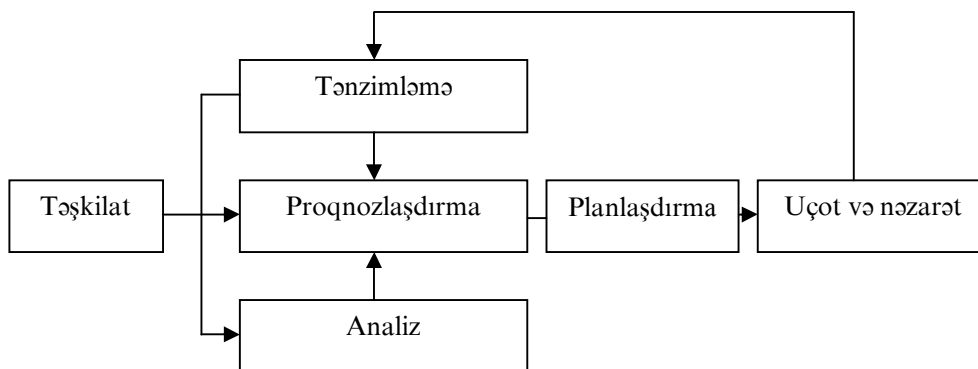 Tənzimləmə
Təşkilat
Proqnozlaşdırma
Planlaşdırma
Uçot və nəzarət
Analiz